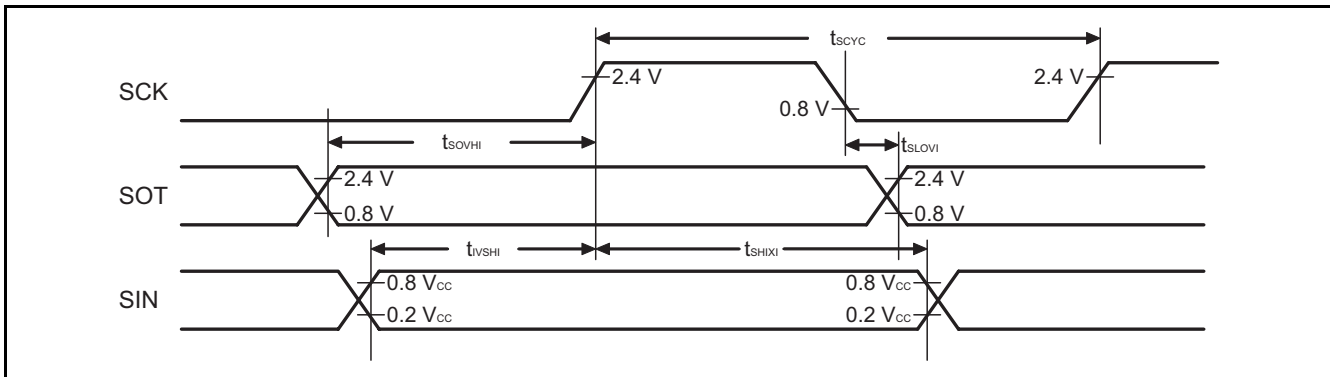 tSCYC
SCK
2.4 V
2.4 V
0.8 V
tSOVHI
tSLOVI
SOT
2.4 V
2.4 V
0.8 V
0.8 V
tIVSHI
tSHIXI
SIN
0.8 VCC
0.8 VCC
0.2 VCC
0.2 VCC